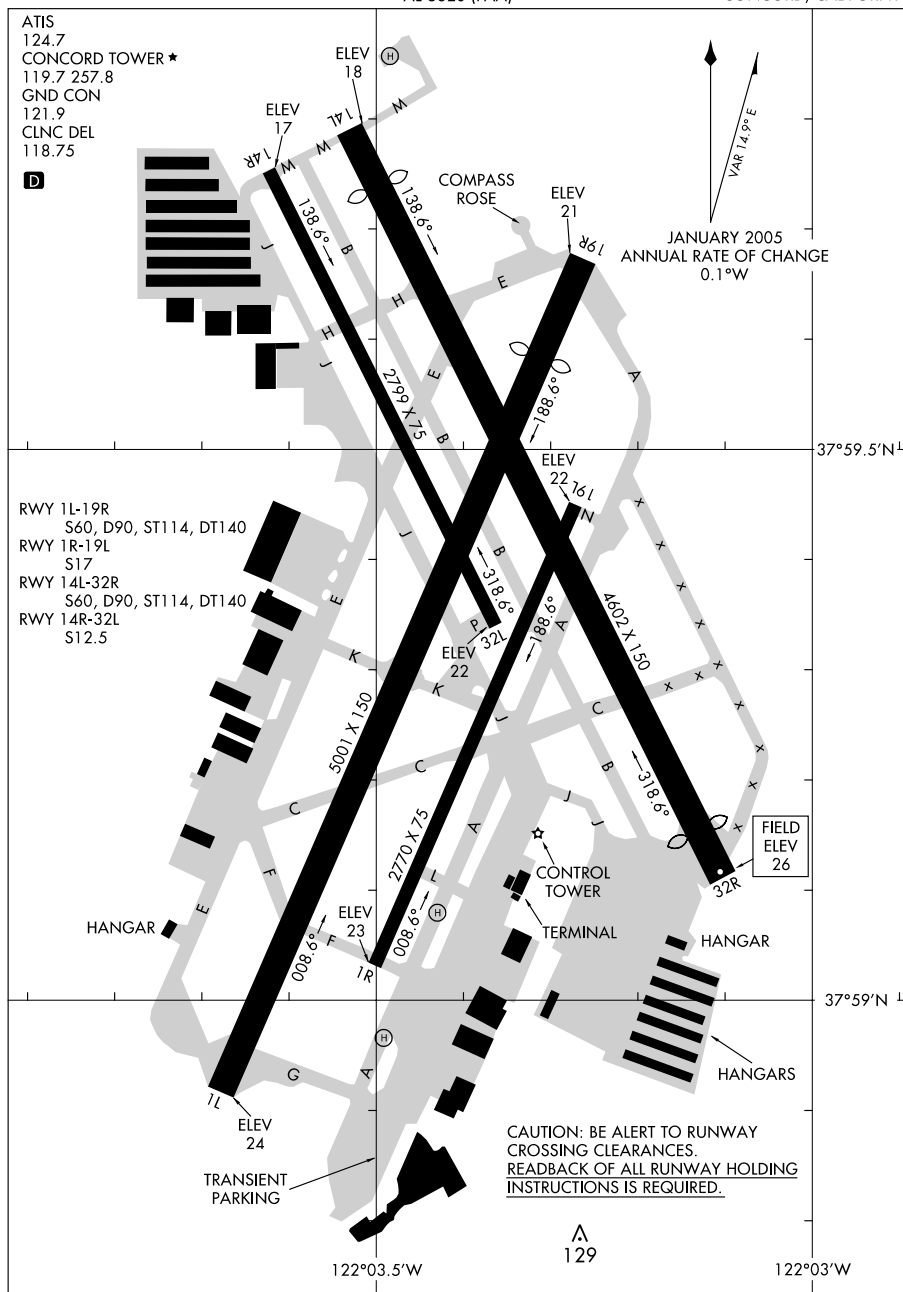 AL-5026 (FAA)
ATIS
124.7
CONCORD TOWER ★
119.7 257.8
GND CON
121.9
CLNC DEL
118.75
D
ELEV
18
H
ELEV
17
14L
W
14R
W
W
VAR 14.9° E
COMPASS
ROSE
ELEV
21
19R
JANUARY 2005
ANNUAL RATE OF CHANGE
0.1°W
138.6°
138.6°
J
B
H
H
E
J
E
A
2799 X 75
B
188.6°
37°59.5'N
ELEV
22
19L
N
RWY 1L-19R
S60, D90, ST114, DT140
RWY 1R-19L
S17
RWY 14L-32R
S60, D90, ST114, DT140
RWY 14R-32L
S12.5
J
B
318.6°
188.6°
A
4602 X 150
E
P
32L
ELEV
22
K
K
J
5001 X 150
C
C
C
B
318.6°
J
J
A
2770 X 75
FIELD
ELEV
26
32R
F
L
CONTROL
TOWER
E
HANGAR
ELEV
23
008.6°
008.6°
H
TERMINAL
HANGAR
F
1R
37°59'N
H
G
A
HANGARS
1L
ELEV
24
TRANSIENT
PARKING
CAUTION: BE ALERT TO RUNWAY
CROSSING CLEARANCES.
READBACK OF ALL RUNWAY HOLDING
INSTRUCTIONS IS REQUIRED.
129
122°03.5'W
122°03'W